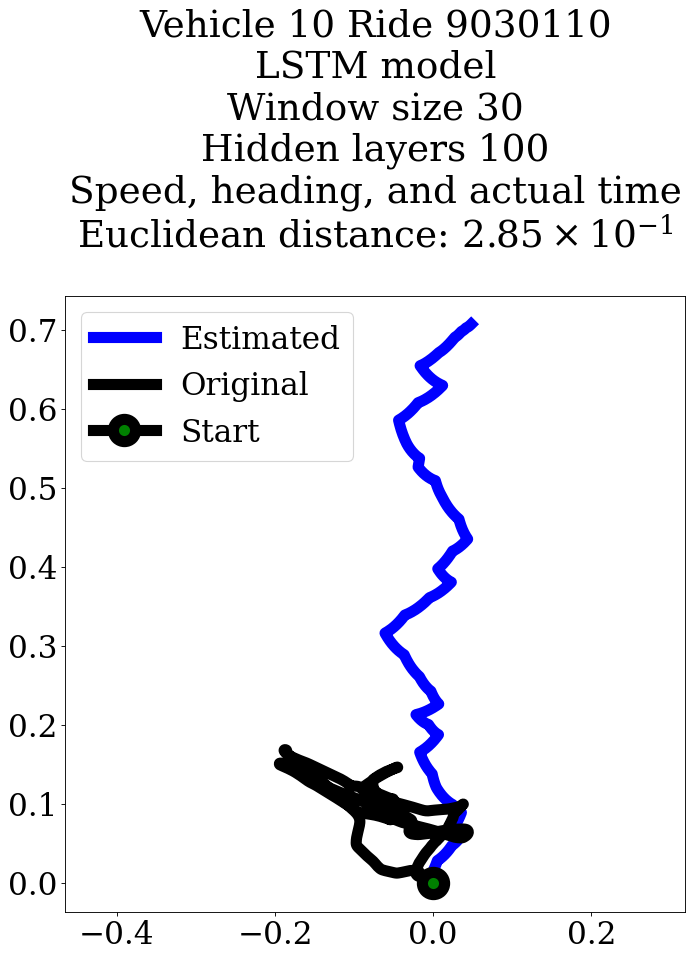 Vehicle 10 Ride 9030110
LSTM model
Window size 30
Hidden layers 100
Speed, heading, and actual time
Euclidean distance: 2.85 × 10⁻¹
Estimated
Original
Start
0.7
0.6
0.5
0.4
0.3
0.2
0.1
0.0
−0.4 −0.2 0.0 0.2